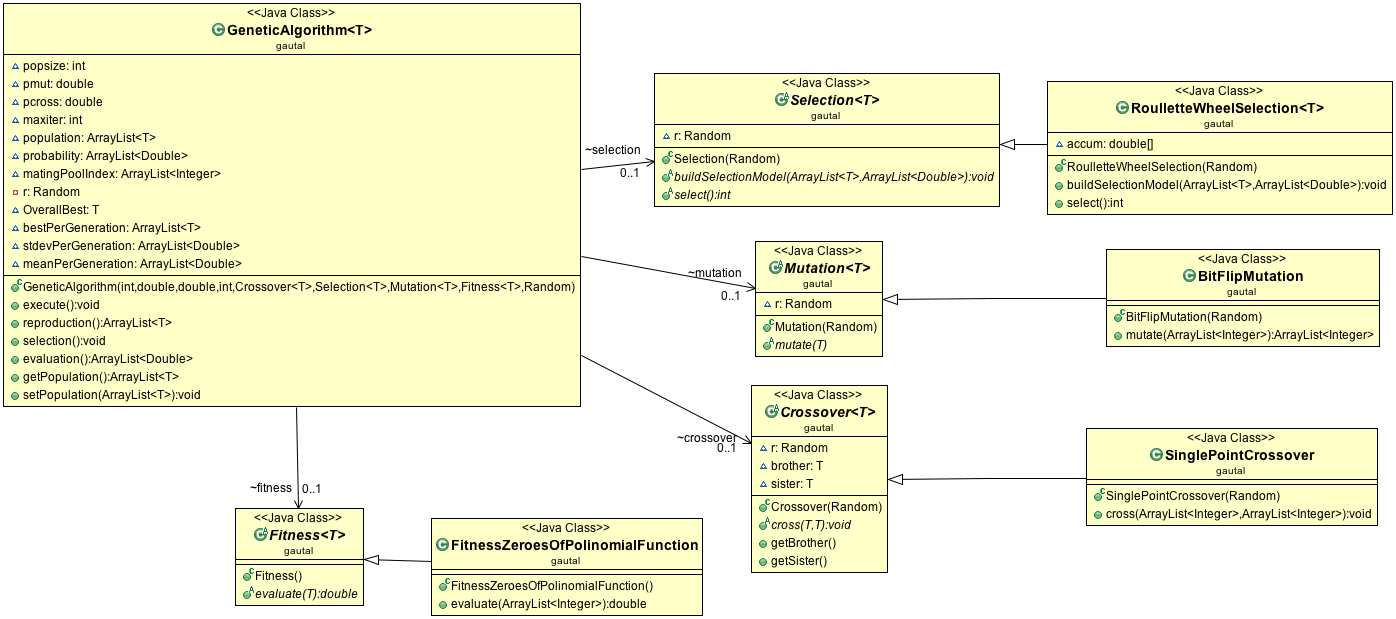 <<Java Class>>
GeneticAlgorithm<T>
gautal
popsize: int
pmut: double
pcross: double
maxiter: int
population: ArrayList<T>
probability: ArrayList<Double>
matingPoolIndex: ArrayList<Integer>
r: Random
OverallBest: T
bestPerGeneration: ArrayList<T>
stdevPerGeneration: ArrayList<Double>
meanPerGeneration: ArrayList<Double>
GeneticAlgorithm(int,double,double,int,Crossover<T>,Selection<T>,Mutation<T>,Fitness<T>,Random)
execute():void
reproduction():ArrayList<T>
selection():void
evaluation():ArrayList<Double>
getPopulation():ArrayList<T>
setPopulation(ArrayList<T>):void
~selection
0..1
<<Java Class>>
Selection<T>
gautal
r: Random
Selection(Random)
buildSelectionModel(ArrayList<T>,ArrayList<Double>):void
select():int
<<Java Class>>
RoulletteWheelSelection<T>
gautal
accum: double[]
RoulletteWheelSelection(Random)
buildSelectionModel(ArrayList<T>,ArrayList<Double>):void
select():int
~mutation
0..1
<<Java Class>>
Mutation<T>
gautal
r: Random
Mutation(Random)
mutate(T)
<<Java Class>>
BitFlipMutation
gautal
BitFlipMutation(Random)
mutate(ArrayList<Integer>):ArrayList<Integer>
~crossover
0..1
<<Java Class>>
Crossover<T>
gautal
r: Random
brother: T
sister: T
Crossover(Random)
cross(T,T):void
getBrother()
getSister()
<<Java Class>>
SinglePointCrossover
gautal
SinglePointCrossover(Random)
cross(ArrayList<Integer>,ArrayList<Integer>):void
~fitness
0..1
<<Java Class>>
Fitness<T>
gautal
Fitness()
evaluate(T):double
<<Java Class>>
FitnessZeroesOfPolinomialFunction
gautal
FitnessZeroesOfPolinomialFunction()
evaluate(ArrayList<Integer>):double